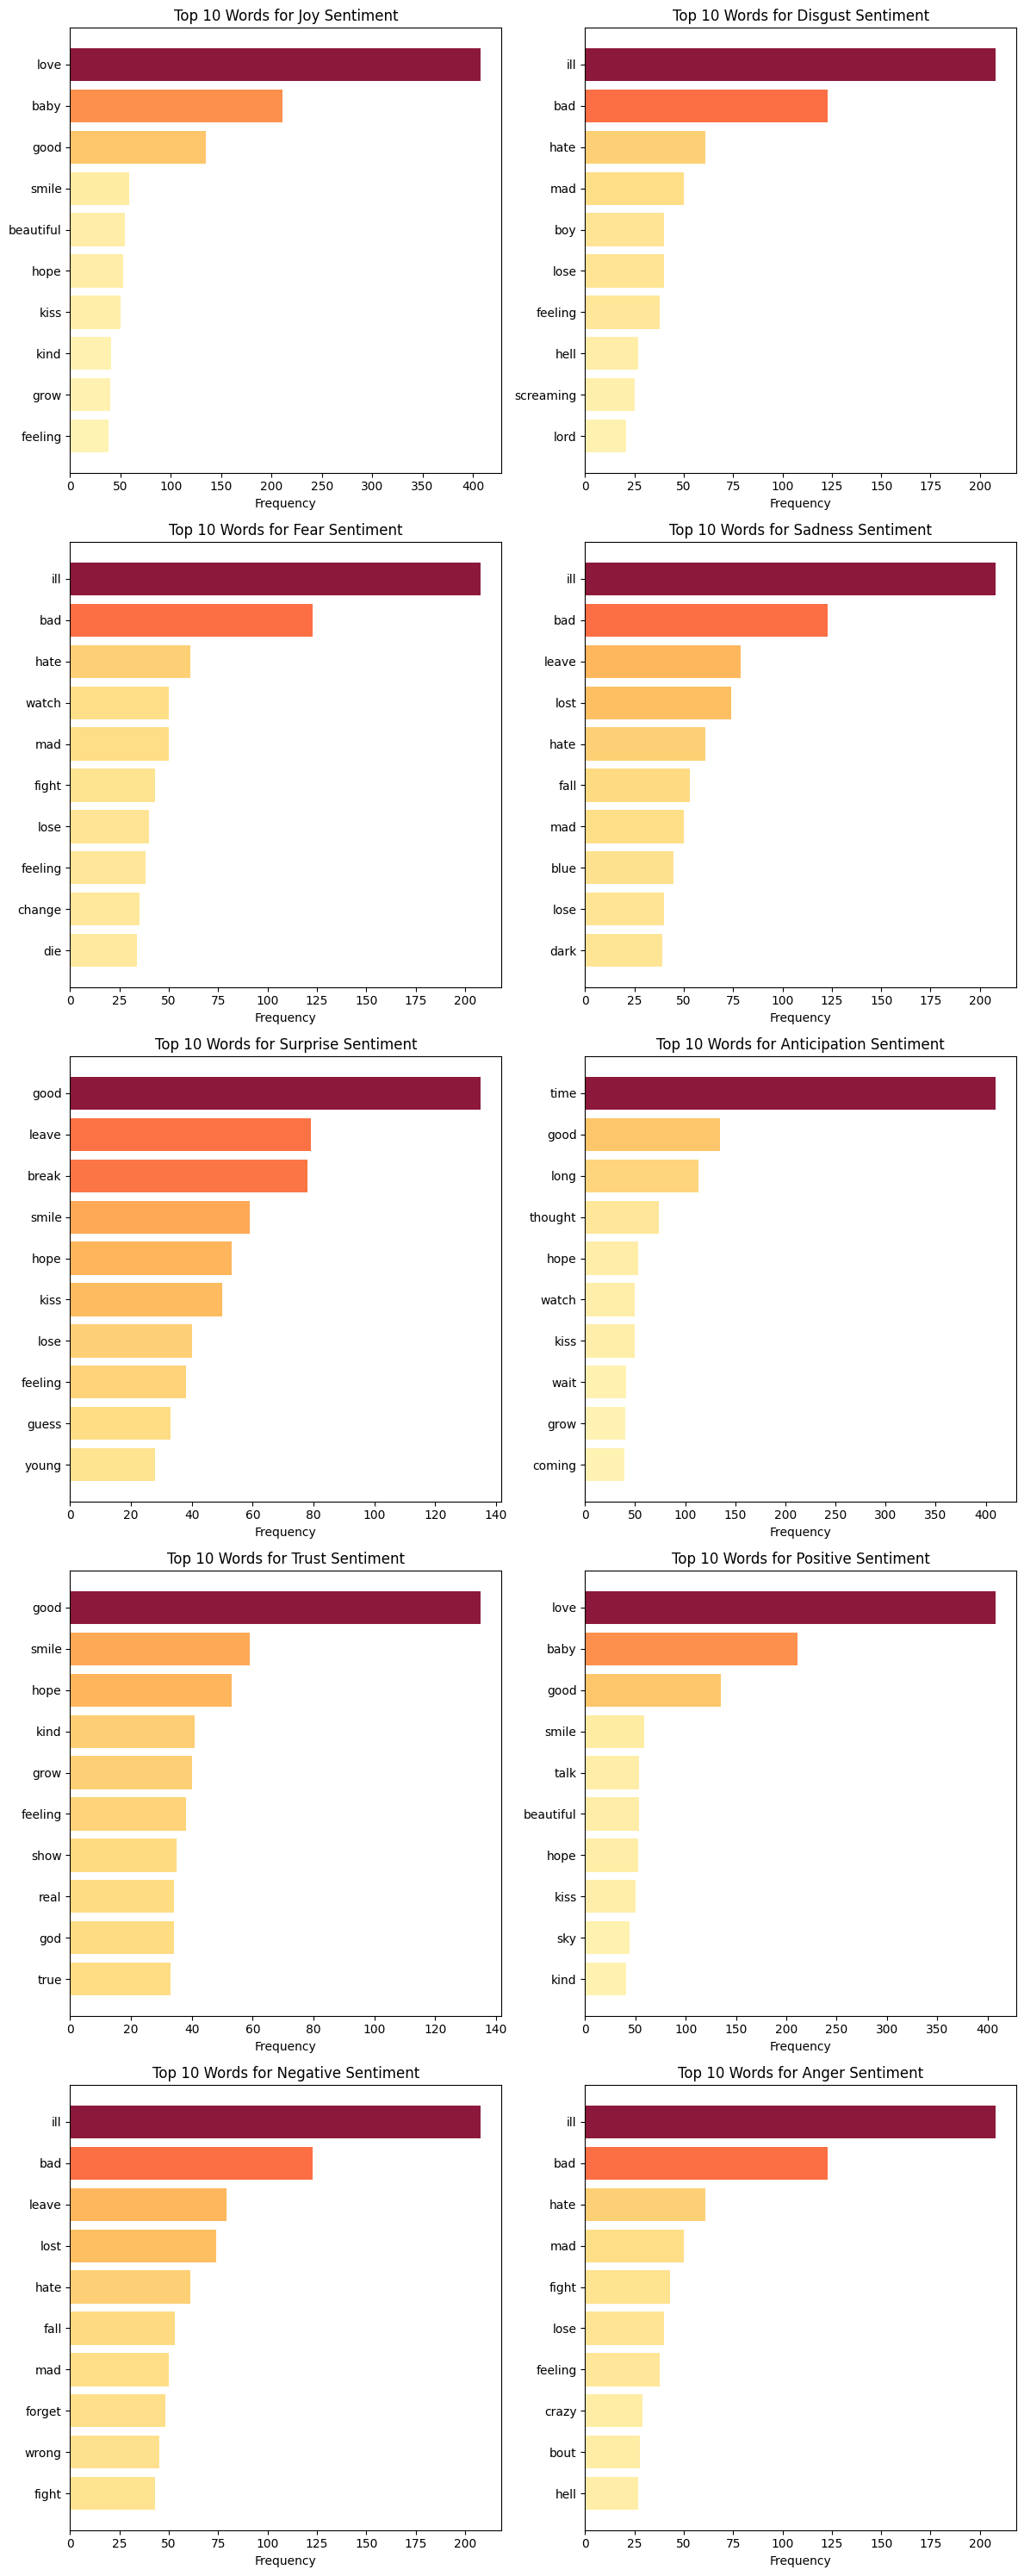 Top 10 Words for Joy Sentiment
love
baby
good
smile
beautiful
hope
kiss
kind
grow
feeling
0 50 100 150 200 250 300 350 400
Frequency
Top 10 Words for Disgust Sentiment
ill
bad
hate
mad
boy
lose
feeling
hell
screaming
lord
0 25 50 75 100 125 150 175 200
Frequency
Top 10 Words for Fear Sentiment
ill
bad
hate
watch
mad
fight
lose
feeling
change
die
0 25 50 75 100 125 150 175 200
Frequency
Top 10 Words for Sadness Sentiment
ill
bad
leave
lost
hate
fall
mad
blue
lose
dark
0 25 50 75 100 125 150 175 200
Frequency
Top 10 Words for Surprise Sentiment
good
leave
break
smile
hope
kiss
lose
feeling
guess
young
0 20 40 60 80 100 120 140
Frequency
Top 10 Words for Anticipation Sentiment
time
good
long
thought
hope
watch
kiss
wait
grow
coming
0 50 100 150 200 250 300 350 400
Frequency
Top 10 Words for Trust Sentiment
good
smile
hope
kind
grow
feeling
show
real
god
true
0 20 40 60 80 100 120 140
Frequency
Top 10 Words for Positive Sentiment
love
baby
good
smile
talk
beautiful
hope
kiss
sky
kind
0 50 100 150 200 250 300 350 400
Frequency
Top 10 Words for Negative Sentiment
ill
bad
leave
lost
hate
fall
mad
forget
wrong
fight
0 25 50 75 100 125 150 175 200
Frequency
Top 10 Words for Anger Sentiment
ill
bad
hate
mad
fight
lose
feeling
crazy
bout
hell
0 25 50 75 100 125 150 175 200
Frequency